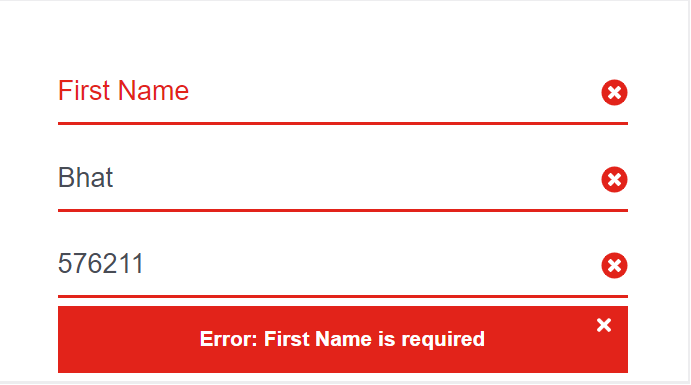 First Name
Bhat
576211
Error: First Name is required